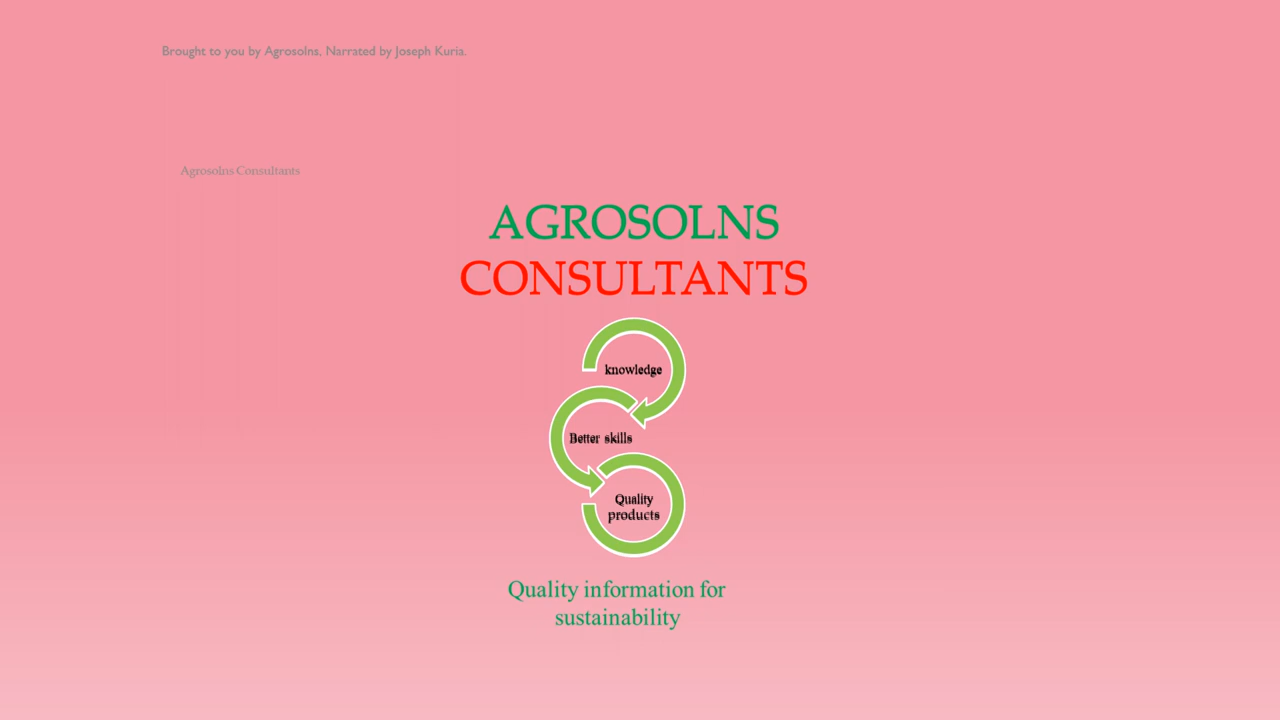 Brought to you by Agrosolns, Narrated by Joseph Kuria.
Agrosolns Consultants
AGROSOLNS
CONSULTANTS
knowledge
Better skills
Quality
products
Quality information for
sustainability